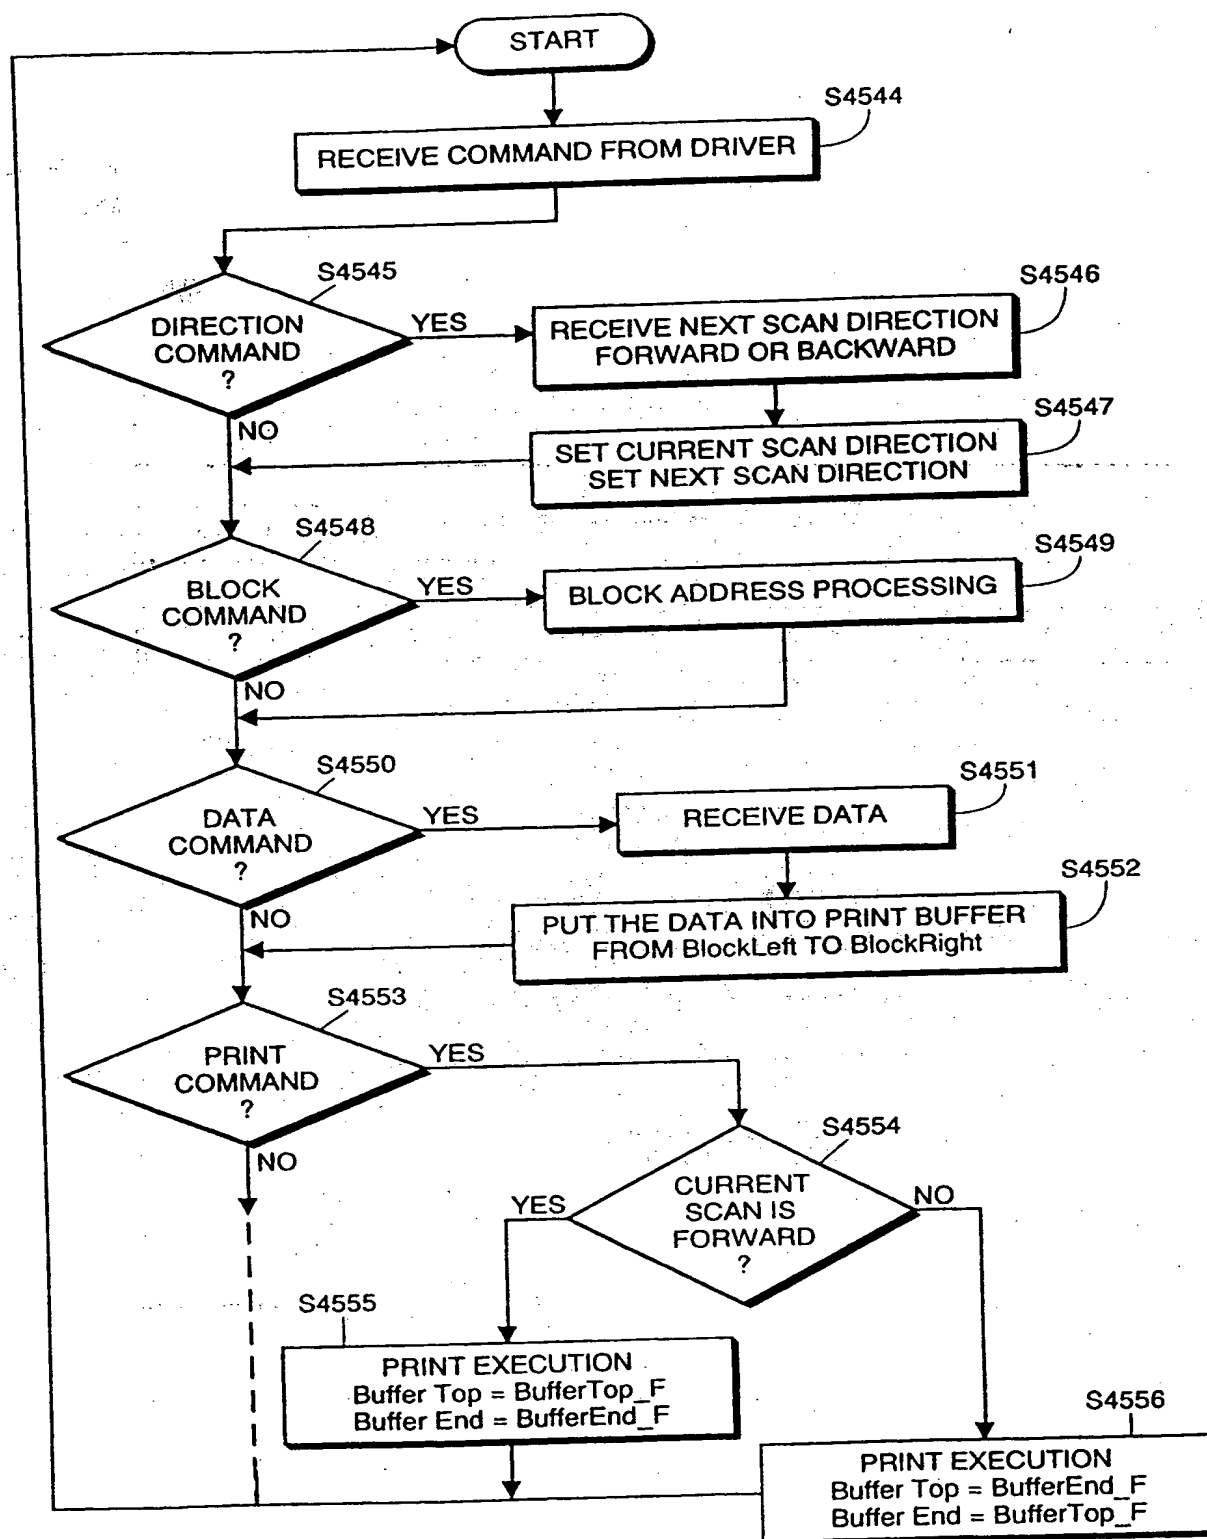 START
S4544
RECEIVE COMMAND FROM DRIVER
S4545
DIRECTION
COMMAND
?
YES
NO
S4546
RECEIVE NEXT SCAN DIRECTION
FORWARD OR BACKWARD
S4547
SET CURRENT SCAN DIRECTION
SET NEXT SCAN DIRECTION
S4548
BLOCK
COMMAND
?
YES
NO
S4549
BLOCK ADDRESS PROCESSING
S4550
DATA
COMMAND
?
YES
NO
S4551
RECEIVE DATA
S4552
PUT THE DATA INTO PRINT BUFFER
FROM BlockLeft TO BlockRight
S4553
PRINT
COMMAND
?
YES
NO
S4554
CURRENT
SCAN IS
FORWARD
?
YES
NO
S4555
PRINT EXECUTION
Buffer Top = BufferTop_F
Buffer End = BufferEnd_F
S4556
PRINT EXECUTION
Buffer Top = BufferEnd_F
Buffer End = BufferTop_F